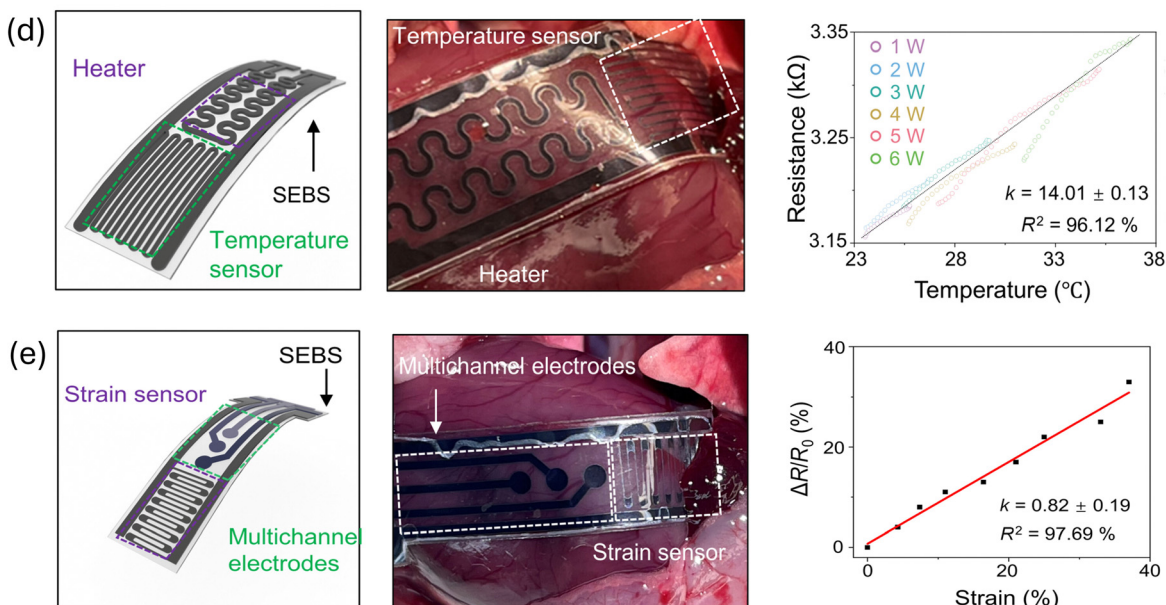 (d)
Heater
SEBS
Temperature
sensor
Temperature sensor
Heater
Resistance (kΩ)
3.35
3.25
3.15
1 W
2 W
3 W
4 W
5 W
6 W
k = 14.01 ± 0.13
R² = 96.12 %
23 28 33 38
Temperature (℃)
(e)
SEBS
Strain sensor
Multichannel
electrodes
Multichannel electrodes
Strain sensor
ΔR/R₀ (%)
40
20
0
k = 0.82 ± 0.19
R² = 97.69 %
0 20 40
Strain (%)